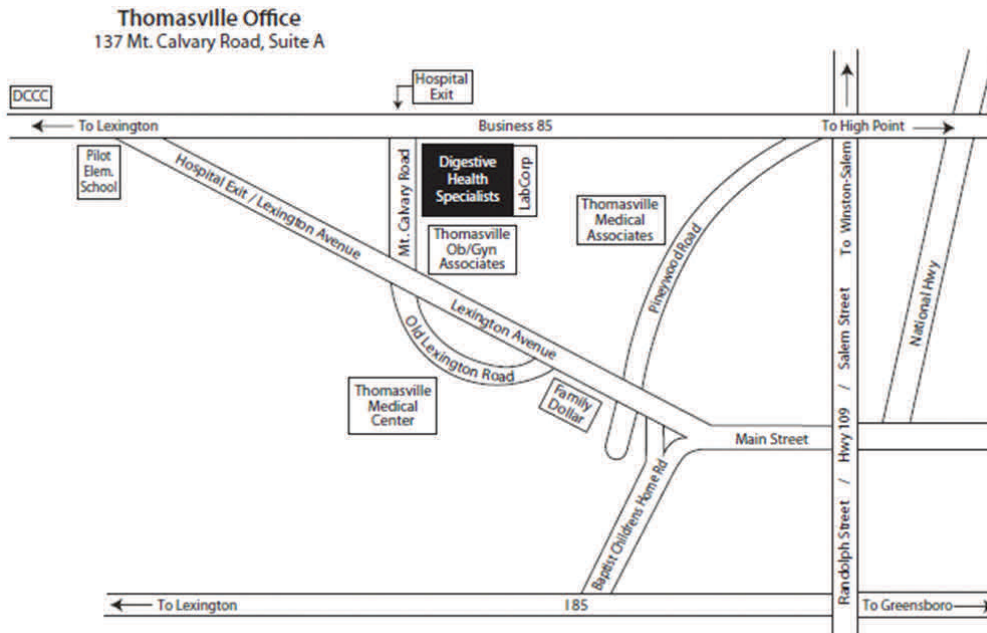 Thomasville Office
137 Mt. Calvary Road, Suite A
Hospital
Exit
DCCC
To Lexington
Business 85
To High Point
Pilot
Elem.
School
Hospital Exit / Lexington Avenue
Mt. Calvary Road
Digestive
Health
Specialists
LabCorp
Thomasville
Ob/Gyn
Associates
Thomasville
Medical
Associates
Pineywood Road
To Winston-Salem
National Hwy
Lexington Avenue
Old Lexington Road
Thomasville
Medical
Center
Family
Dollar
Main Street
Baptist Childrens Home Rd
Randolph Street / Hwy 109 / Salem Street
To Lexington
I 85
To Greensboro